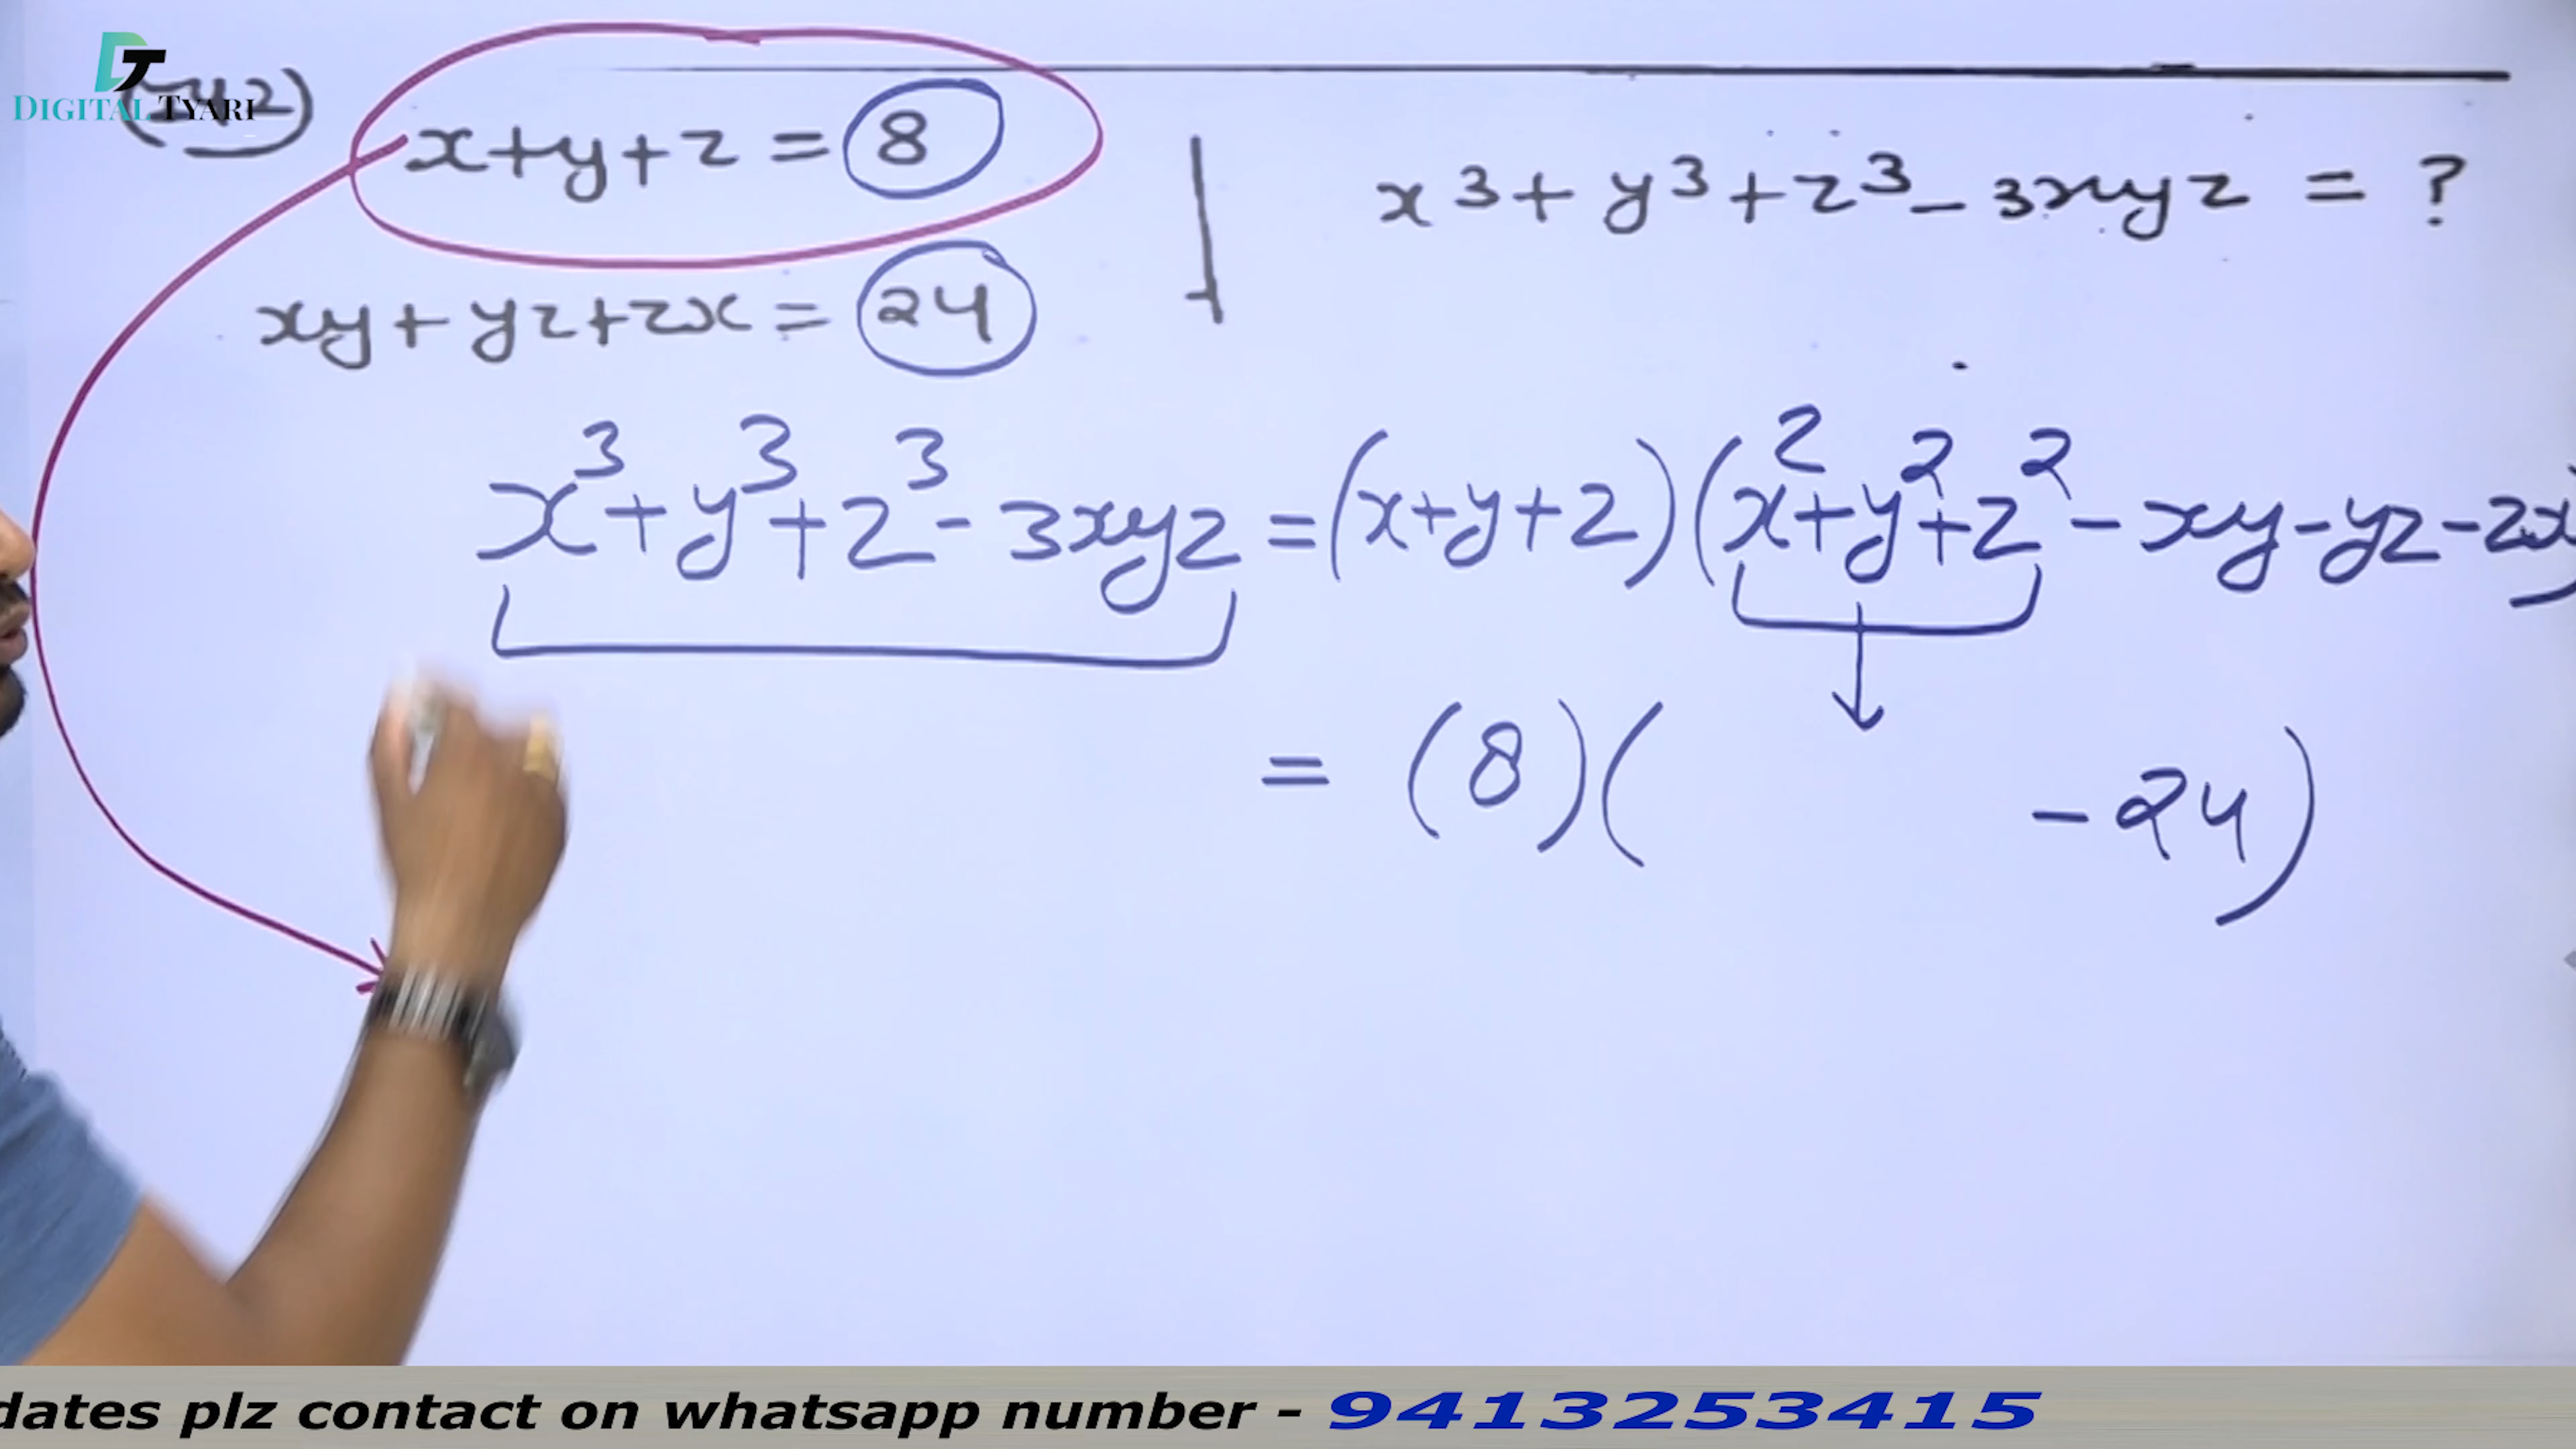 DT
DIGITAL TYARI
x+y+z = 8
x³+y³+z³-3xyz = ?
xy+yz+zx = 24
x³+y³+z³-3xyz = (x+y+z)(x²+y²+z²-xy-yz-zx)
= (8)( -24)
dates plz contact on whatsapp number - 9413253415